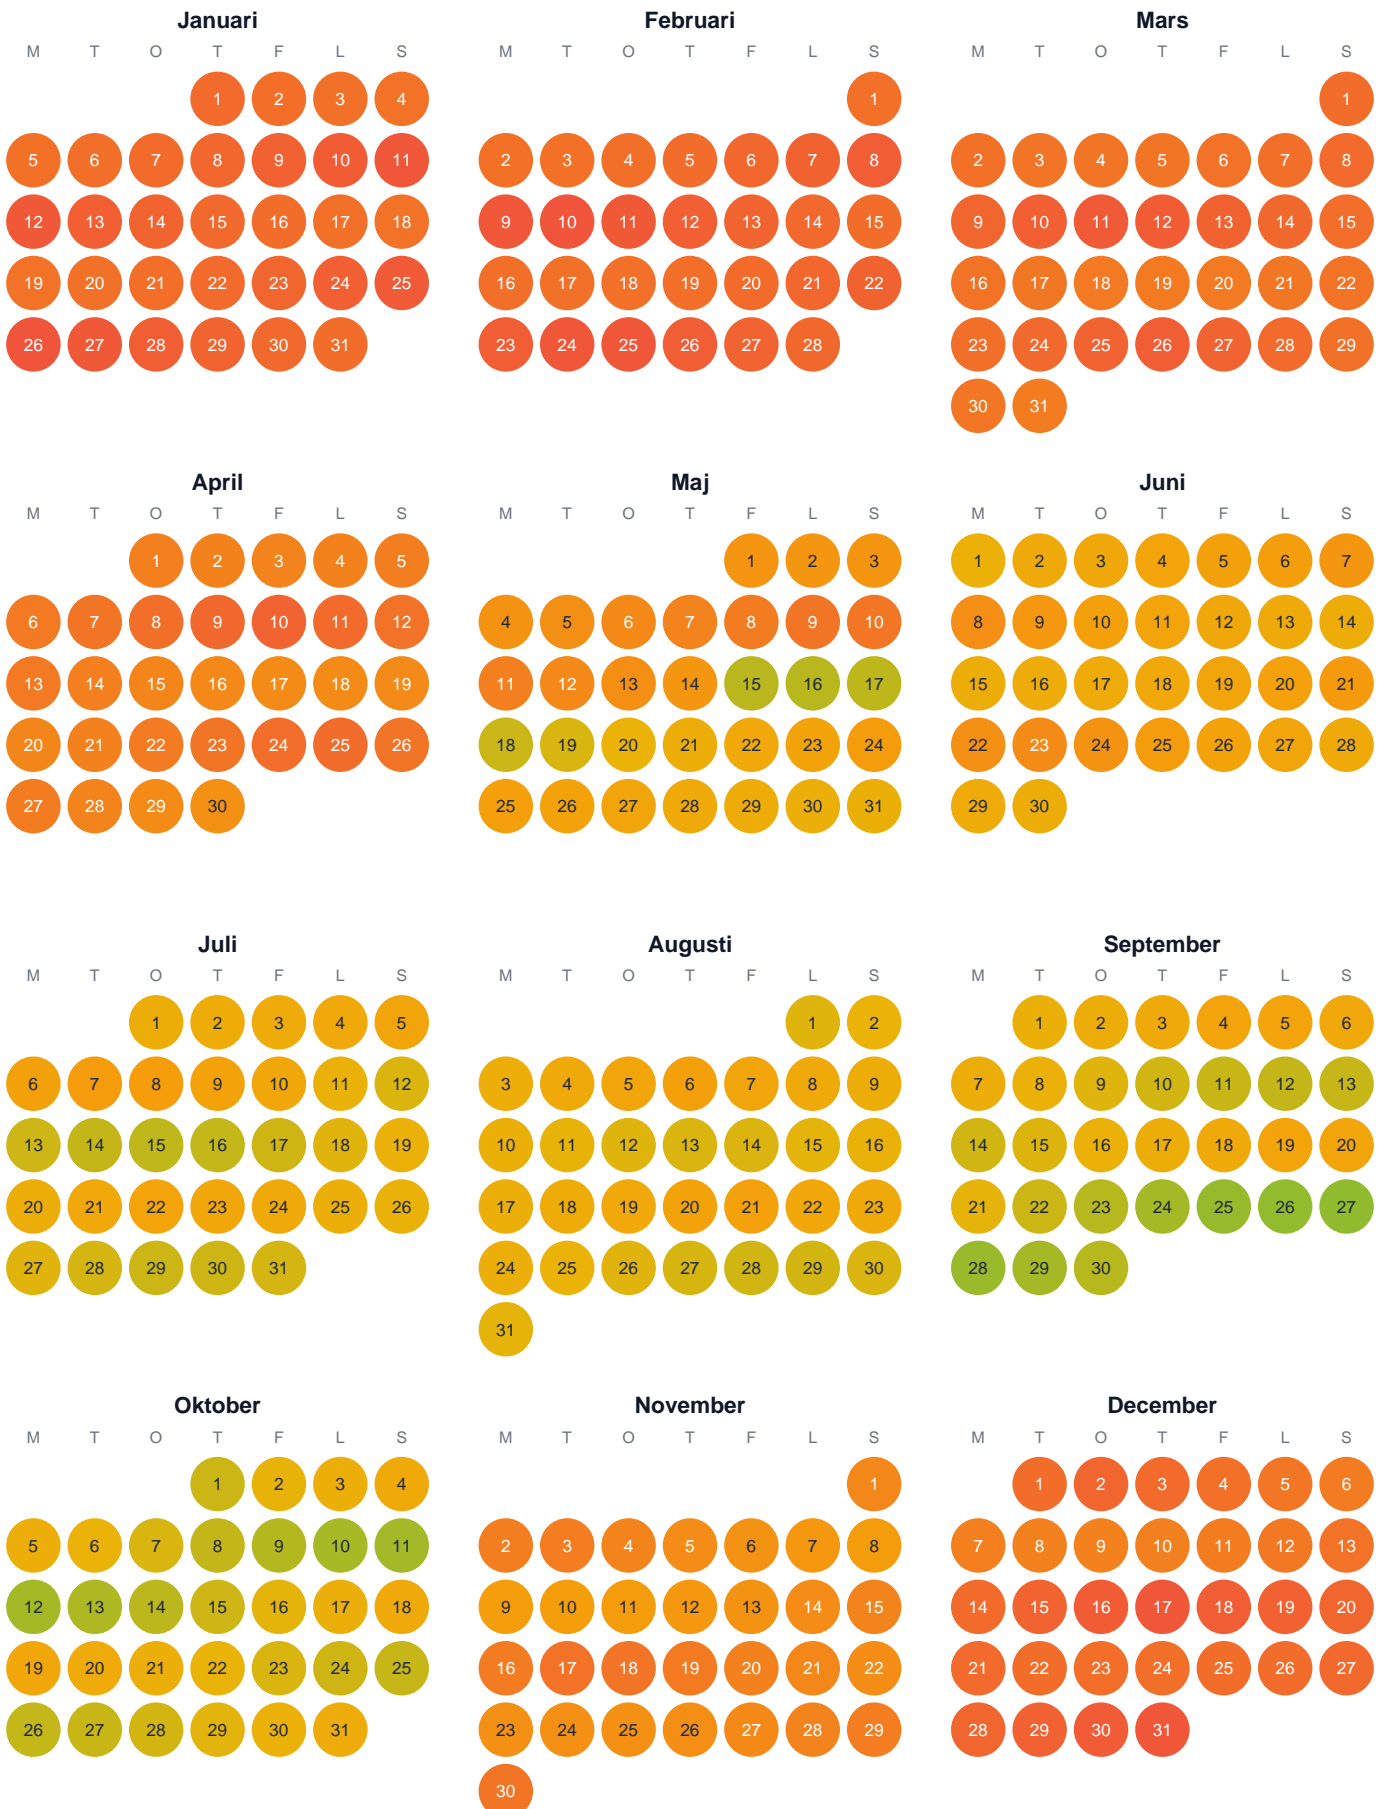 Januari Februari Mars
M T O T F L S M T O T F L S M T O T F L S
1 2 3 4 1 1
5 6 7 8 9 10 11 2 3 4 5 6 7 8 2 3 4 5 6 7 8
12 13 14 15 16 17 18 9 10 11 12 13 14 15 9 10 11 12 13 14 15
19 20 21 22 23 24 25 16 17 18 19 20 21 22 16 17 18 19 20 21 22
26 27 28 29 30 31 23 24 25 26 27 28 23 24 25 26 27 28 29
30 31
April Maj Juni
M T O T F L S M T O T F L S M T O T F L S
1 2 3 4 5 1 2 3 1 2 3 4 5 6 7
6 7 8 9 10 11 12 4 5 6 7 8 9 10 8 9 10 11 12 13 14
13 14 15 16 17 18 19 11 12 13 14 15 16 17 15 16 17 18 19 20 21
20 21 22 23 24 25 26 18 19 20 21 22 23 24 22 23 24 25 26 27 28
27 28 29 30 25 26 27 28 29 30 31 29 30
Juli Augusti September
M T O T F L S M T O T F L S M T O T F L S
1 2 3 4 5 1 2 1 2 3 4 5 6
6 7 8 9 10 11 12 3 4 5 6 7 8 9 7 8 9 10 11 12 13
13 14 15 16 17 18 19 10 11 12 13 14 15 16 14 15 16 17 18 19 20
20 21 22 23 24 25 26 17 18 19 20 21 22 23 21 22 23 24 25 26 27
27 28 29 30 31 24 25 26 27 28 29 30 28 29 30
31
Oktober November December
M T O T F L S M T O T F L S M T O T F L S
1 2 3 4 1 1 2 3 4 5 6
5 6 7 8 9 10 11 2 3 4 5 6 7 8 7 8 9 10 11 12 13
12 13 14 15 16 17 18 9 10 11 12 13 14 15 14 15 16 17 18 19 20
19 20 21 22 23 24 25 16 17 18 19 20 21 22 21 22 23 24 25 26 27
26 27 28 29 30 31 23 24 25 26 27 28 29 28 29 30 31
30